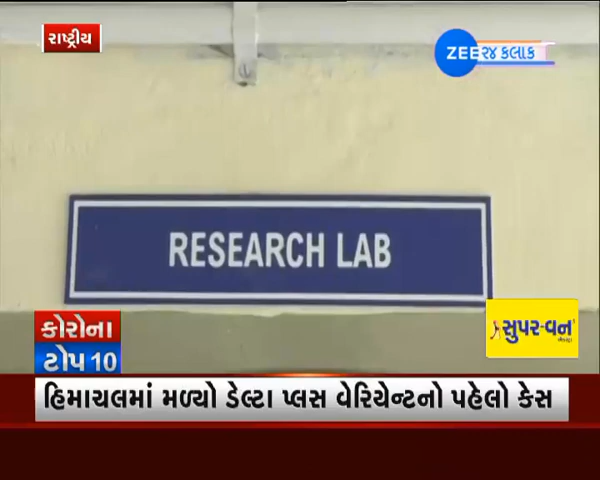 રાષ્ટ્રીય
ZEE ૨૪ કલાક
RESEARCH LAB
કોરોના
ટોપ 10
સુપર-વન
હિમાચલમાં મળ્યો ડેલ્ટા પ્લસ વેરિયેન્ટનો પહેલો કેસ